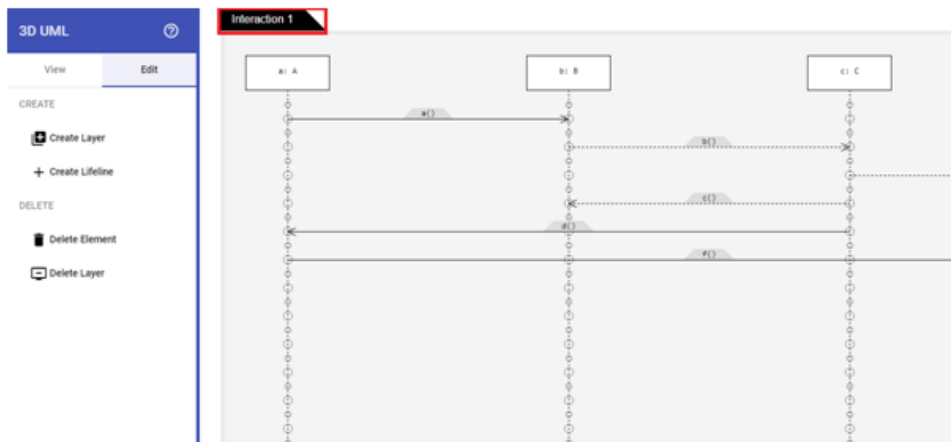 3D UML
View Edit
CREATE
Create Layer
Create Lifeline
DELETE
Delete Element
Delete Layer
Interaction 1
a: A
b: B
c: C
a()
b()
c()
d()
f()